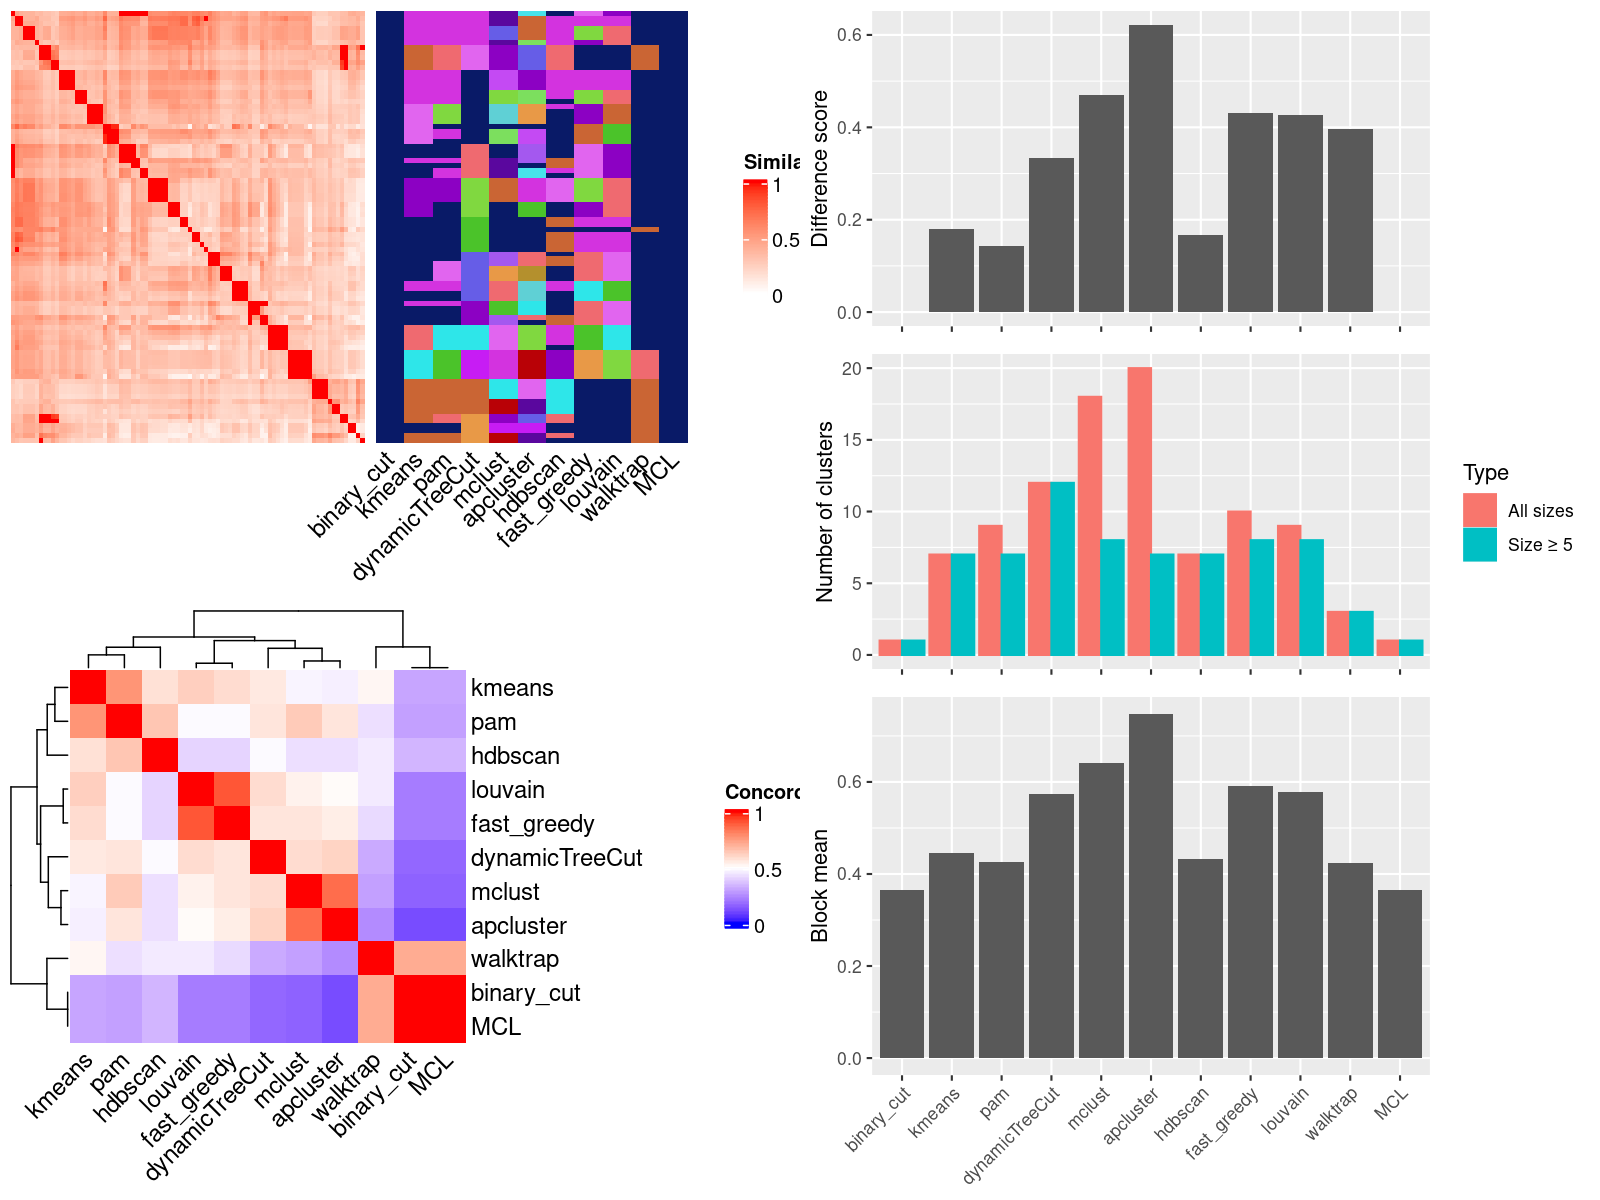 Simila
1
0.5
0
binary_cut
kmeans
pam
dynamicTreeCut
mclust
apcluster
hdbscan
fast_greedy
louvain
walktrap
MCL
kmeans
pam
hdbscan
louvain
fast_greedy
dynamicTreeCut
mclust
apcluster
walktrap
binary_cut
MCL
kmeans
pam
hdbscan
louvain
fast_greedy
dynamicTreeCut
mclust
apcluster
walktrap
binary_cut
MCL
Concord
1
0.5
0
Difference score
0.6
0.4
0.2
0.0
Number of clusters
20
15
10
5
0
Type
All sizes
Size ≥ 5
Block mean
0.6
0.4
0.2
0.0
binary_cut
kmeans
pam
dynamicTreeCut
mclust
apcluster
hdbscan
fast_greedy
louvain
walktrap
MCL